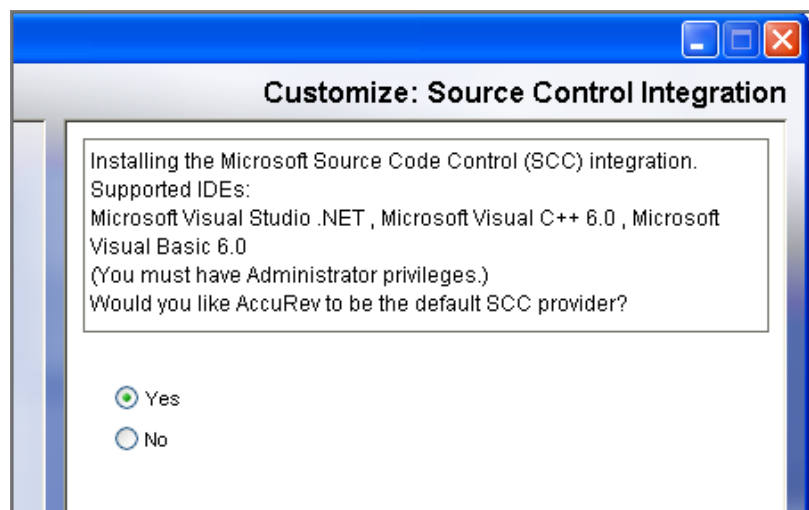 Customize: Source Control Integration
Installing the Microsoft Source Code Control (SCC) integration.
Supported IDEs:
Microsoft Visual Studio .NET , Microsoft Visual C++ 6.0 , Microsoft
Visual Basic 6.0
(You must have Administrator privileges.)
Would you like AccuRev to be the default SCC provider?
Yes
No